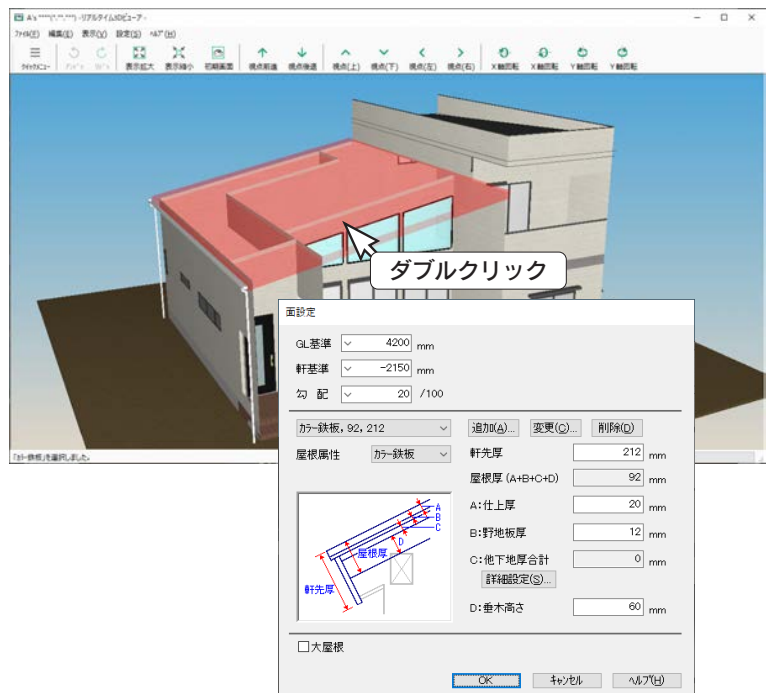 A's ****(*,**,***) -リアルタイム3Dビューア-
ファイル(F) 編集(E) 表示(V) 設定(S) ヘルプ(H)
クイックメニュー アンドゥ リドゥ 表示拡大 表示縮小 初期画面 視点前進 視点後退 視点(上) 視点(下) 視点(左) 視点(右) X軸回転 X軸回転 Y軸回転 Y軸回転
ダブルクリック
面設定
GL基準 4200 mm
軒基準 -2150 mm
勾 配 20 /100
カラー鉄板, 92, 212 追加(A)... 変更(C)... 削除(D)
屋根属性 カラー鉄板 軒先厚 212 mm
屋根厚 (A+B+C+D) 92 mm
A:仕上厚 20 mm
B:野地板厚 12 mm
C:他下地厚合計 0 mm
詳細設定(S)...
D:垂木高さ 60 mm
A
B
C
D
屋根厚
軒先厚
大屋根
OK キャンセル ヘルプ(H)
「カラー鉄板」を選択しました。